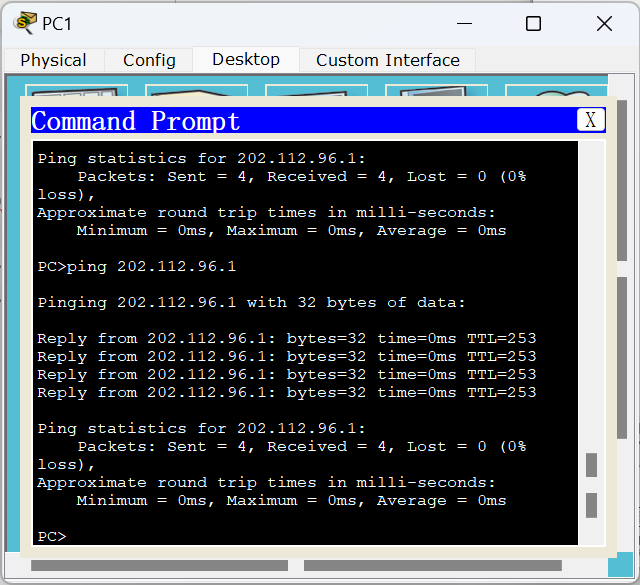 PC1
Physical Config Desktop Custom Interface
Command Prompt X
Ping statistics for 202.112.96.1:
    Packets: Sent = 4, Received = 4, Lost = 0 (0%
loss),
Approximate round trip times in milli-seconds:
    Minimum = 0ms, Maximum = 0ms, Average = 0ms
PC>ping 202.112.96.1
Pinging 202.112.96.1 with 32 bytes of data:
Reply from 202.112.96.1: bytes=32 time=0ms TTL=253
Reply from 202.112.96.1: bytes=32 time=0ms TTL=253
Reply from 202.112.96.1: bytes=32 time=0ms TTL=253
Reply from 202.112.96.1: bytes=32 time=0ms TTL=253
Ping statistics for 202.112.96.1:
    Packets: Sent = 4, Received = 4, Lost = 0 (0%
loss),
Approximate round trip times in milli-seconds:
    Minimum = 0ms, Maximum = 0ms, Average = 0ms
PC>